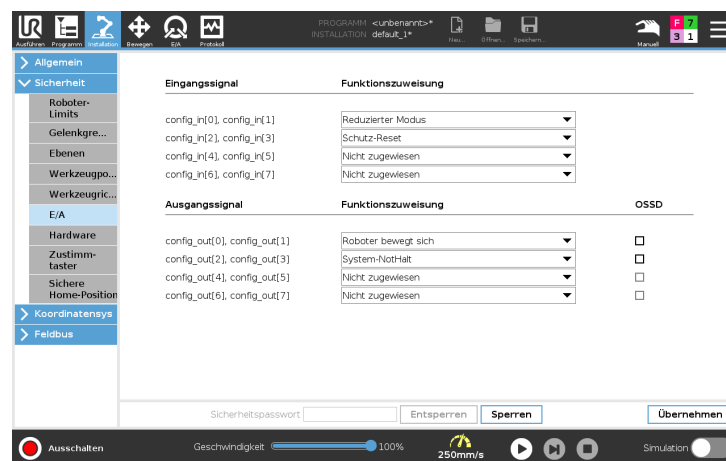 PROGRAMM <unbenannt>*
INSTALLATION default_1*
Ausführen Programm Installation Bewegen E/A Protokoll Neu... Öffnen... Speichern... Manuell
F 7
3 1
Allgemein
Sicherheit
Roboter-
Limits
Gelenkgre...
Ebenen
Werkzeugpo...
Werkzeugric...
E/A
Hardware
Zustimm-
taster
Sichere
Home-Position
Koordinatensys
Feldbus
Eingangssignal Funktionszuweisung
config_in[0], config_in[1] Reduzierter Modus
config_in[2], config_in[3] Schutz-Reset
config_in[4], config_in[5] Nicht zugewiesen
config_in[6], config_in[7] Nicht zugewiesen
Ausgangssignal Funktionszuweisung OSSD
config_out[0], config_out[1] Roboter bewegt sich
config_out[2], config_out[3] System-NotHalt
config_out[4], config_out[5] Nicht zugewiesen
config_out[6], config_out[7] Nicht zugewiesen
Sicherheitspasswort Entsperren Sperren Übernehmen
Ausschalten Geschwindigkeit 100% 250mm/s Simulation